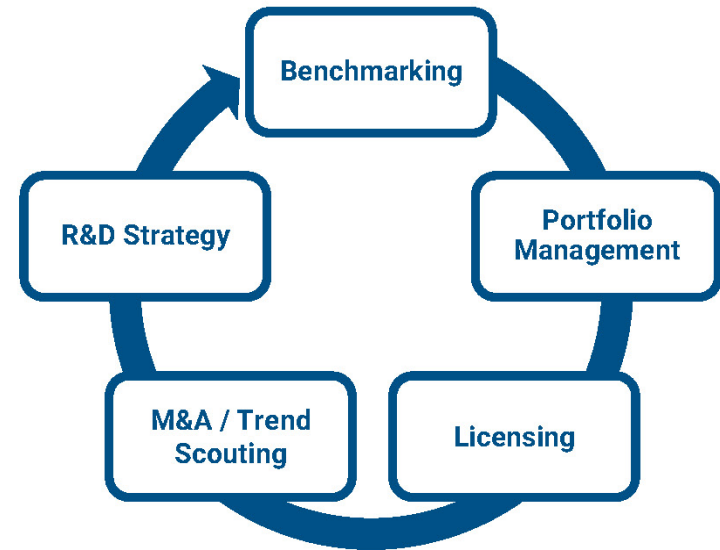 Benchmarking
Portfolio
Management
Licensing
M&A / Trend
Scouting
R&D Strategy